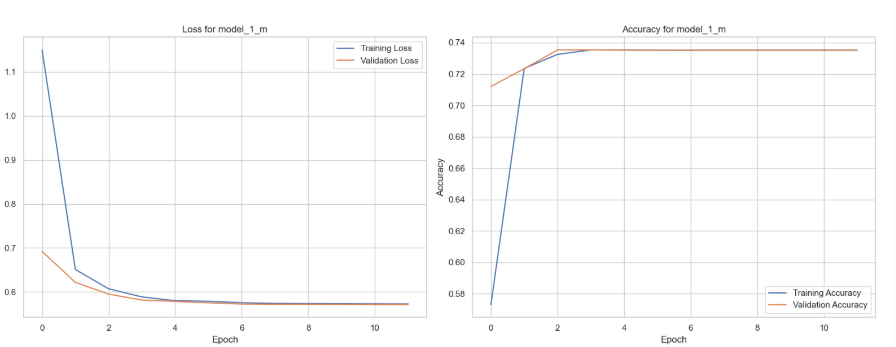 Loss for model_1_m
Training Loss
Validation Loss
1.1
1.0
0.9
0.8
0.7
0.6
0 2 4 6 8 10
Epoch
Accuracy for model_1_m
0.74
0.72
0.70
0.68
0.66
0.64
0.62
0.60
0.58
Accuracy
Training Accuracy
Validation Accuracy
0 2 4 6 8 10
Epoch